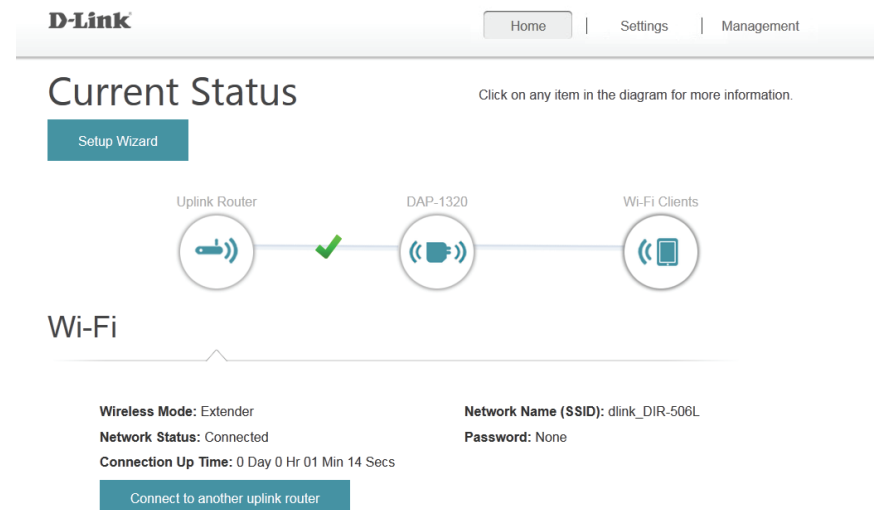 D-Link
Home | Settings | Management
Current Status
Click on any item in the diagram for more information.
Setup Wizard
Uplink Router
DAP-1320
Wi-Fi Clients
Wi-Fi
Wireless Mode: Extender
Network Name (SSID): dlink_DIR-506L
Network Status: Connected
Password: None
Connection Up Time: 0 Day 0 Hr 01 Min 14 Secs
Connect to another uplink router